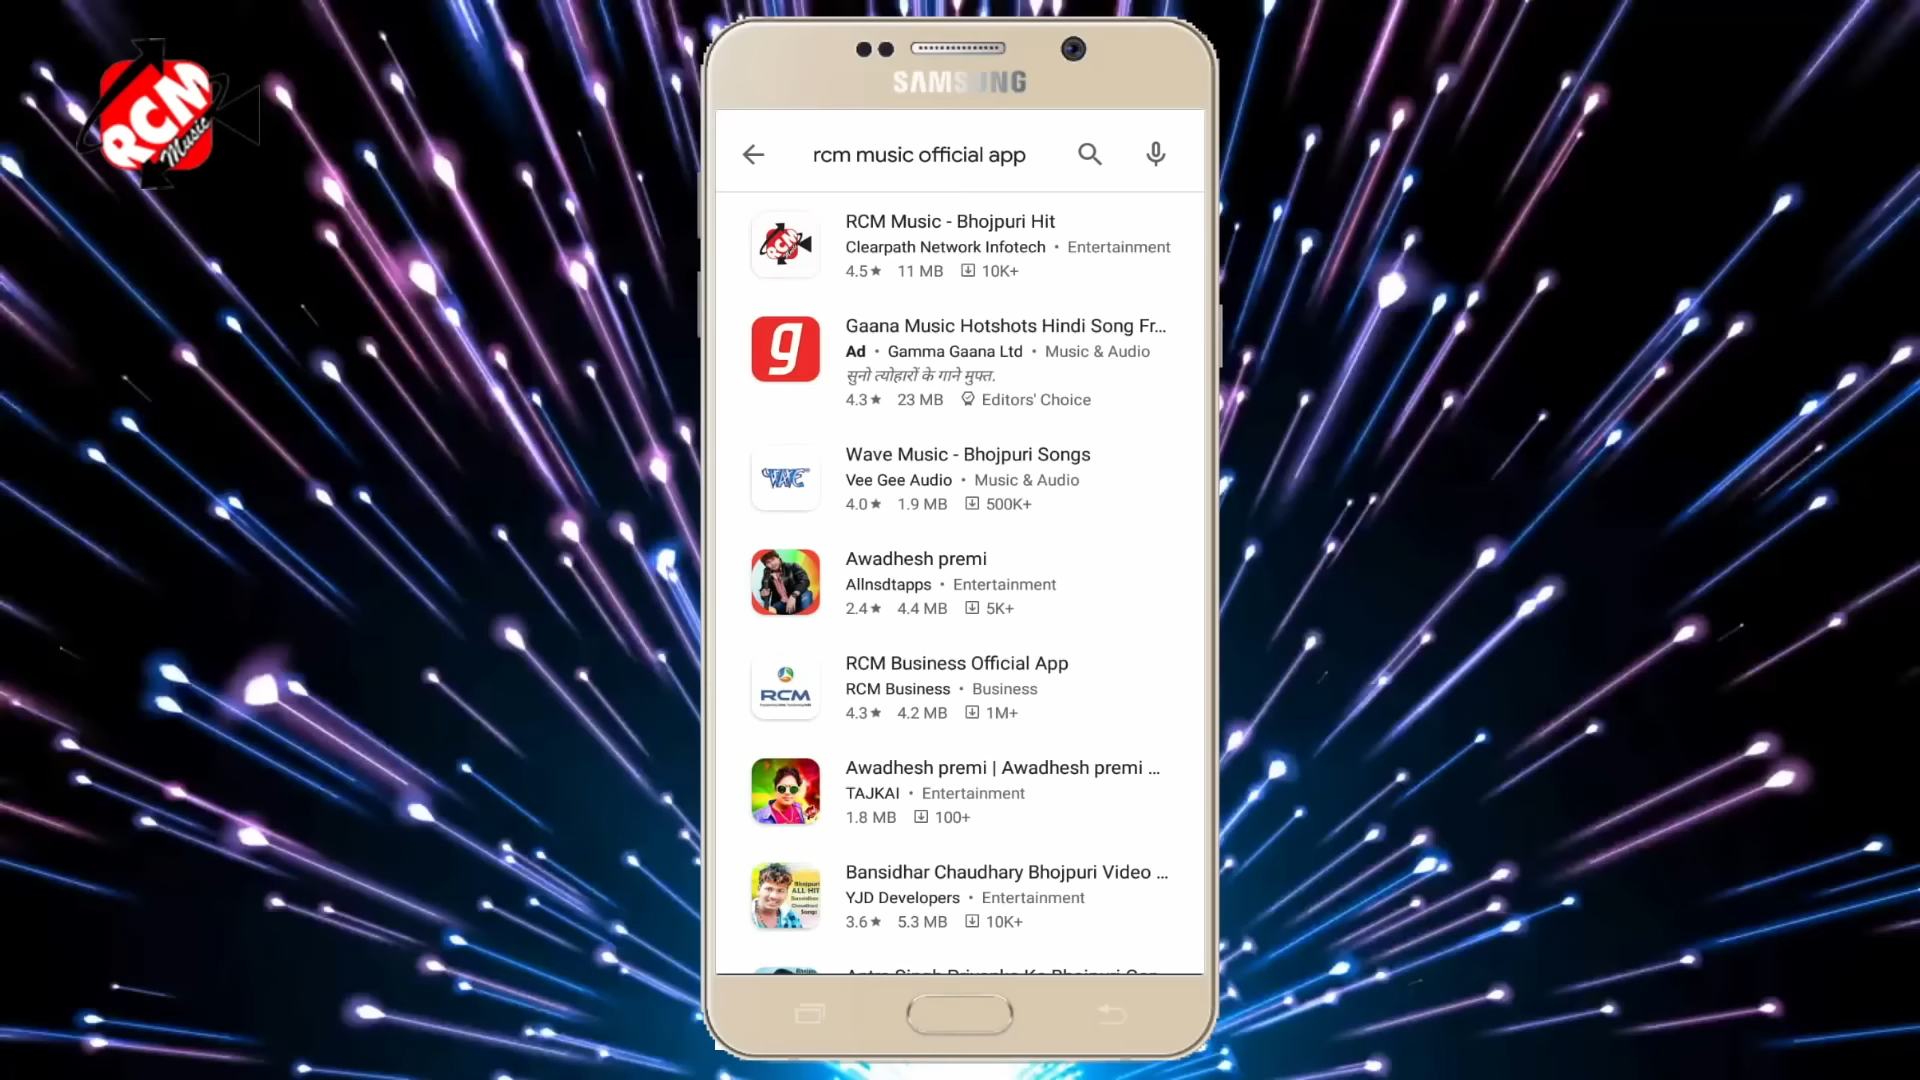 RCM
Music
SAMSUNG
rcm music official app
RCM Music - Bhojpuri Hit
Clearpath Network Infotech • Entertainment
4.5★ 11 MB 10K+
Gaana Music Hotshots Hindi Song Fr...
Ad • Gamma Gaana Ltd • Music & Audio
सुनो त्योहारों के गाने मुफ्त.
4.3★ 23 MB Editors' Choice
Wave Music - Bhojpuri Songs
Vee Gee Audio • Music & Audio
4.0★ 1.9 MB 500K+
Awadhesh premi
Allnsdtapps • Entertainment
2.4★ 4.4 MB 5K+
RCM Business Official App
RCM Business • Business
4.3★ 4.2 MB 1M+
RCM
Awadhesh premi | Awadhesh premi ...
TAJKAI • Entertainment
1.8 MB 100+
Bansidhar Chaudhary Bhojpuri Video ...
YJD Developers • Entertainment
3.6★ 5.3 MB 10K+
Bhojpuri
ALL HIT
Songs